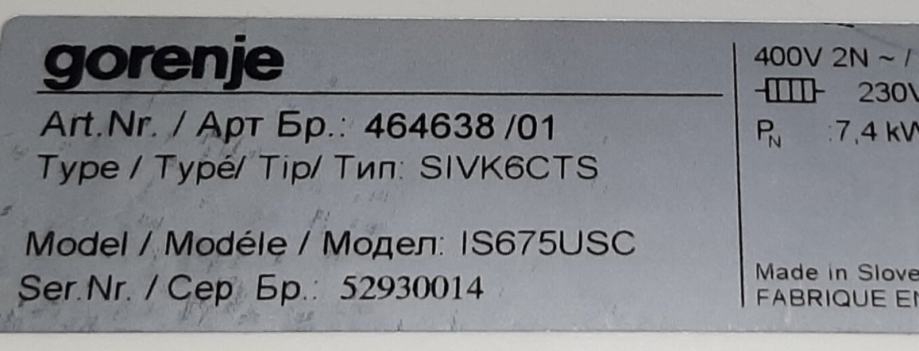 gorenje
Art.Nr. / Арт Бр.: 464638 /01
Type / Typé/ Tip/ Тип: SIVK6CTS
Model / Modéle / Модел: IS675USC
Ser.Nr. / Сер Бр.: 52930014
400V 2N ~ /
230V
PN :7,4 kW
Made in Slove
FABRIQUE EN